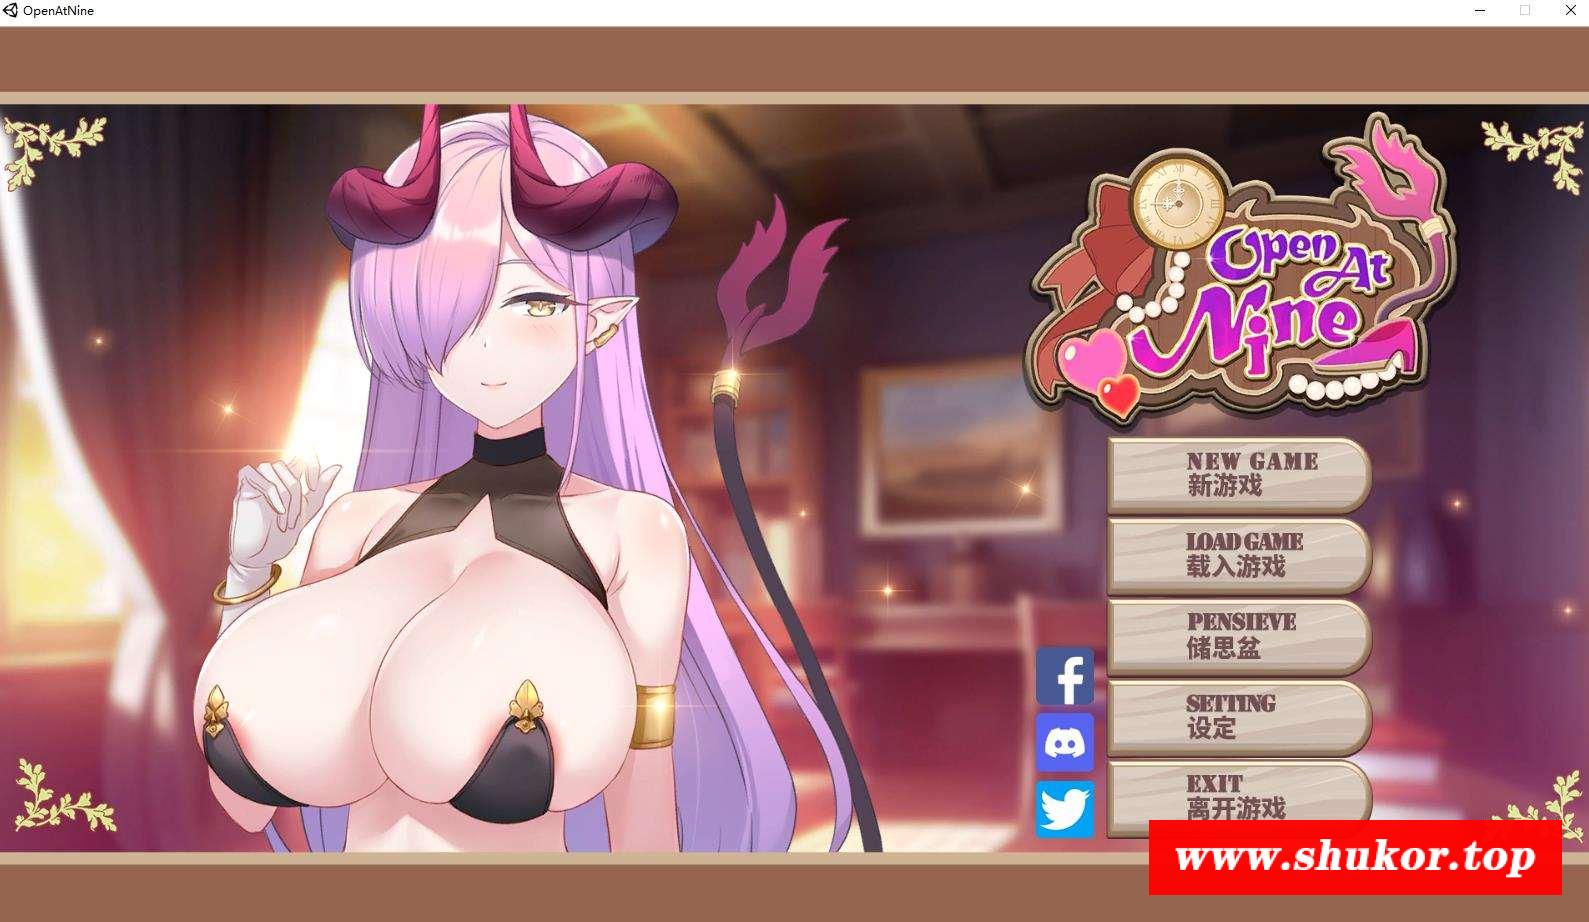 OpenAtNine
Open At
Nine
NEW GAME
新游戏
LOAD GAME
载入游戏
PENSIEVE
储思盆
SETTING
设定
EXIT
离开游戏
www.shukor.top